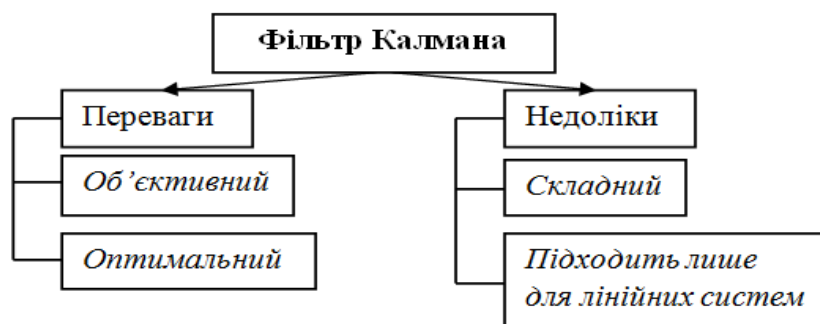 Фільтр Калмана
Переваги
Об’єктивний
Оптимальний
Недоліки
Складний
Підходить лише
для лінійних систем